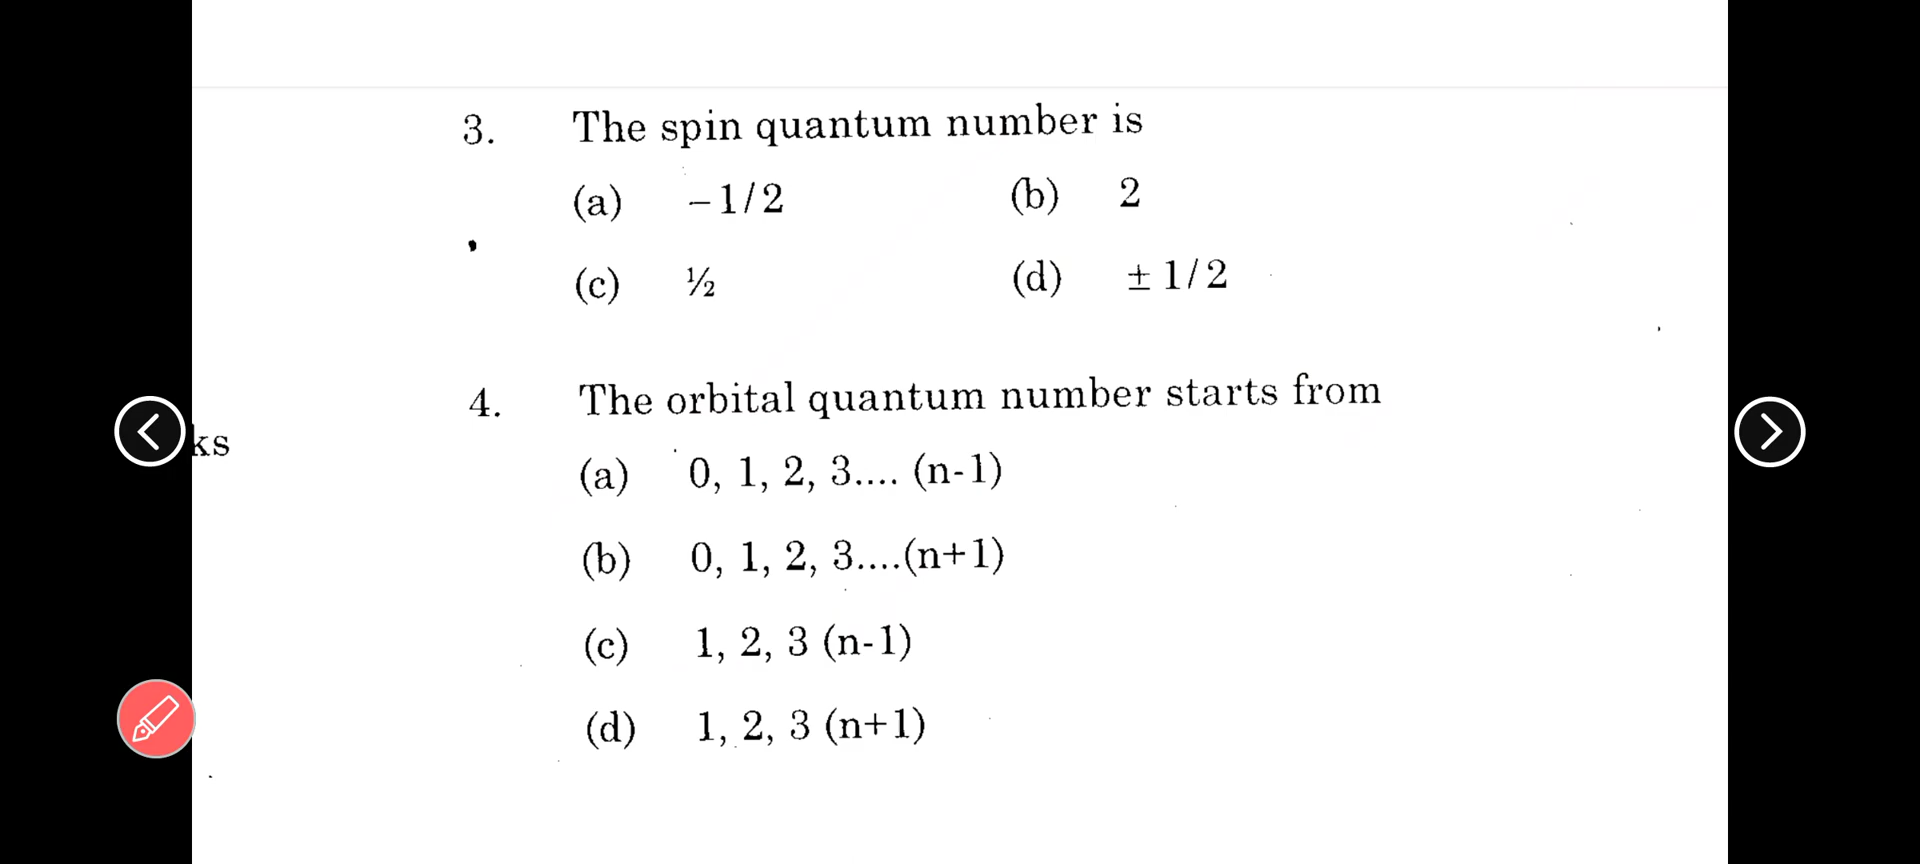 3. The spin quantum number is
(a) –1/2 (b) 2
(c) ½ (d) ± 1/2
4. The orbital quantum number starts from
ks
(a) 0, 1, 2, 3.... (n-1)
(b) 0, 1, 2, 3....(n+1)
(c) 1, 2, 3 (n-1)
(d) 1, 2, 3 (n+1)